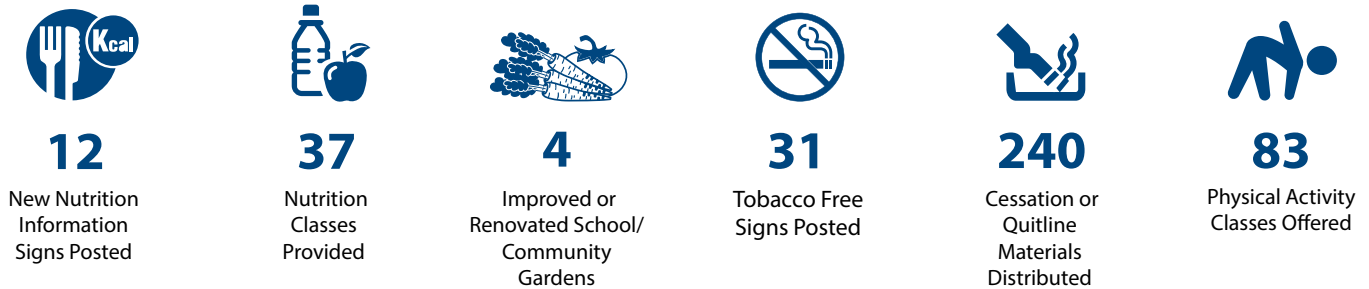 Kcal
12
New Nutrition
Information
Signs Posted
37
Nutrition
Classes
Provided
4
Improved or
Renovated School/
Community
Gardens
31
Tobacco Free
Signs Posted
240
Cessation or
Quitline
Materials
Distributed
83
Physical Activity
Classes Offered